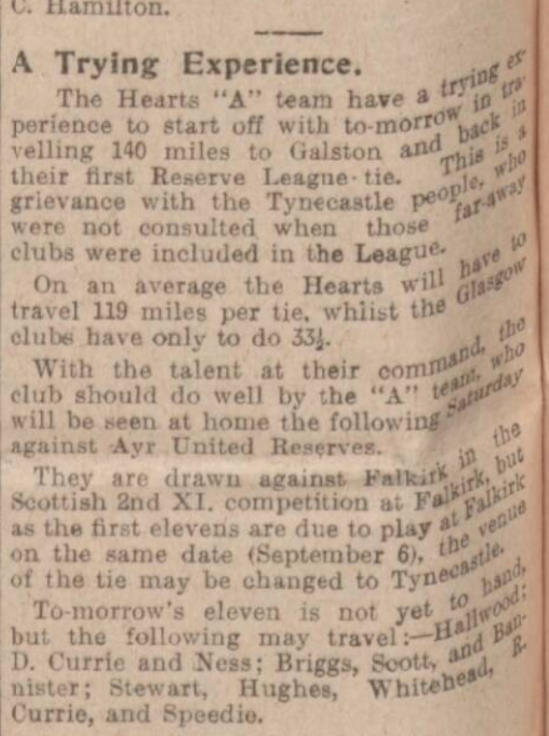 C. Hamilton.
A Trying Experience.
The Hearts "A" team have a trying ex-
perience to start off with to-morrow in tra-
velling 140 miles to Galston and back in
their first Reserve League tie. This is a
grievance with the Tynecastle people, who
were not consulted when those far-away
clubs were included in the League.
On an average the Hearts will have to
travel 119 miles per tie, whilst the Glasgow
clubs have only to do 33½.
With the talent at their command, the
club should do well by the "A" team, who
will be seen at home the following Saturday
against Ayr United Reserves.
They are drawn against Falkirk in the
Scottish 2nd XI. competition at Falkirk, but
as the first elevens are due to play at Falkirk
on the same date (September 6), the venue
of the tie may be changed to Tynecastle.
To-morrow's eleven is not yet to hand,
but the following may travel:—Hallwood;
D. Currie and Ness; Briggs, Scott, and Ban-
nister; Stewart, Hughes, Whitehead, R.
Currie, and Speedie.